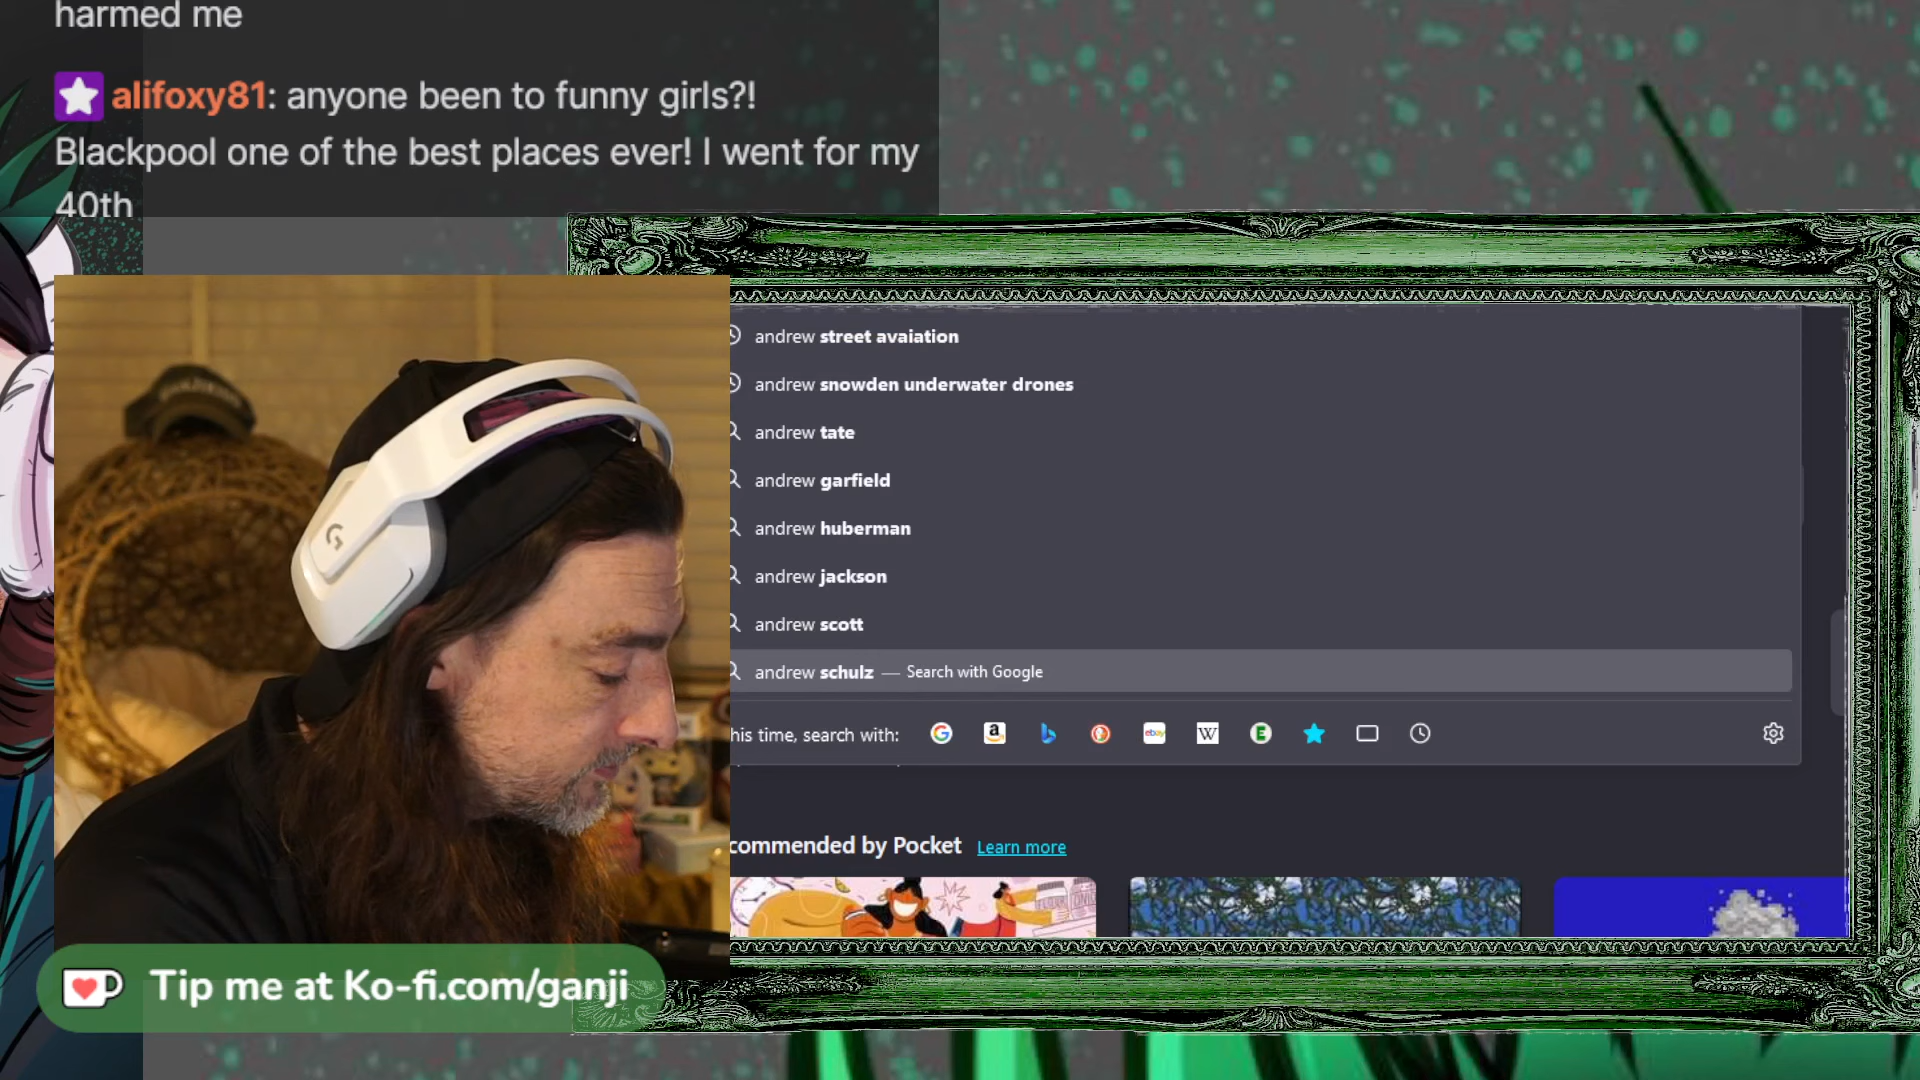 harmed me
alifoxy81: anyone been to funny girls?!
Blackpool one of the best places ever! I went for my
40th
andrew street avaiation
andrew snowden underwater drones
andrew tate
andrew garfield
andrew huberman
andrew jackson
andrew scott
andrew schulz — Search with Google
his time, search with:
ebay
W
E
commended by Pocket Learn more
Tip me at Ko-fi.com/ganji